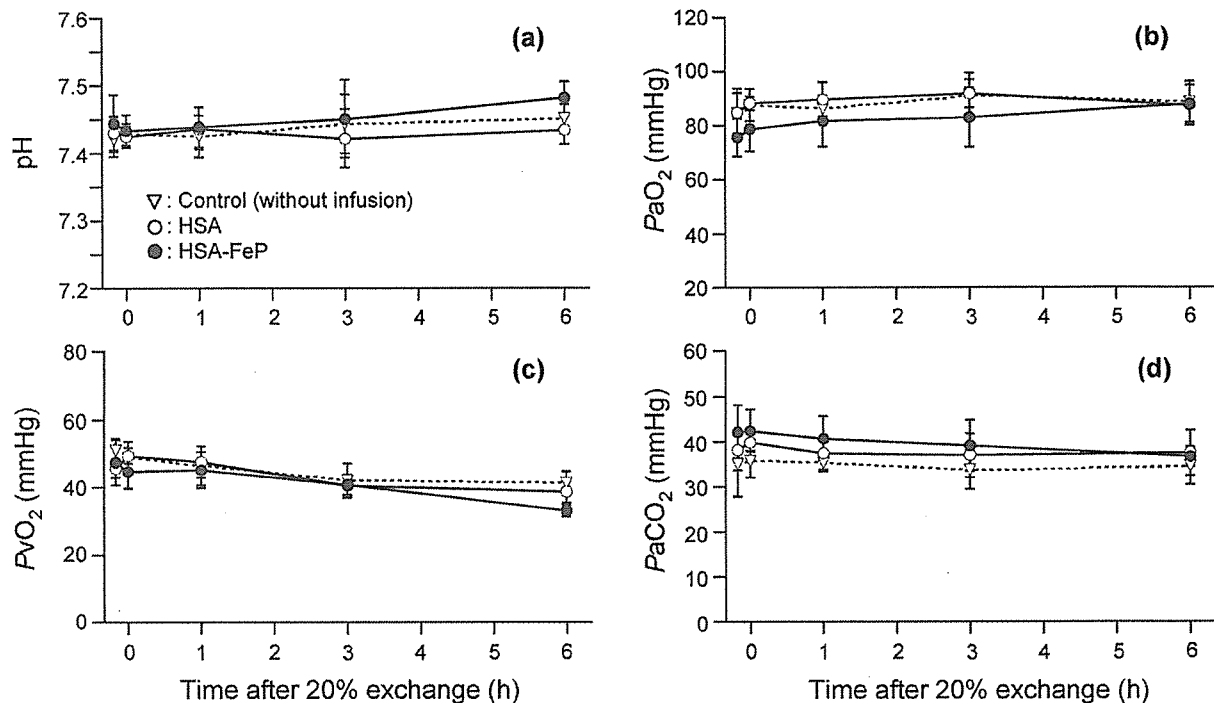 (a)
pH
7.6
7.5
7.4
7.3
7.2
▽: Control (without infusion)
○: HSA
●: HSA-FeP
0 1 2 3 4 5 6
(b)
PaO₂ (mmHg)
120
100
80
60
40
20
0 1 2 3 4 5 6
(c)
PvO₂ (mmHg)
80
60
40
20
0
0 1 2 3 4 5 6
Time after 20% exchange (h)
(d)
PaCO₂ (mmHg)
60
50
40
30
20
10
0
0 1 2 3 4 5 6
Time after 20% exchange (h)